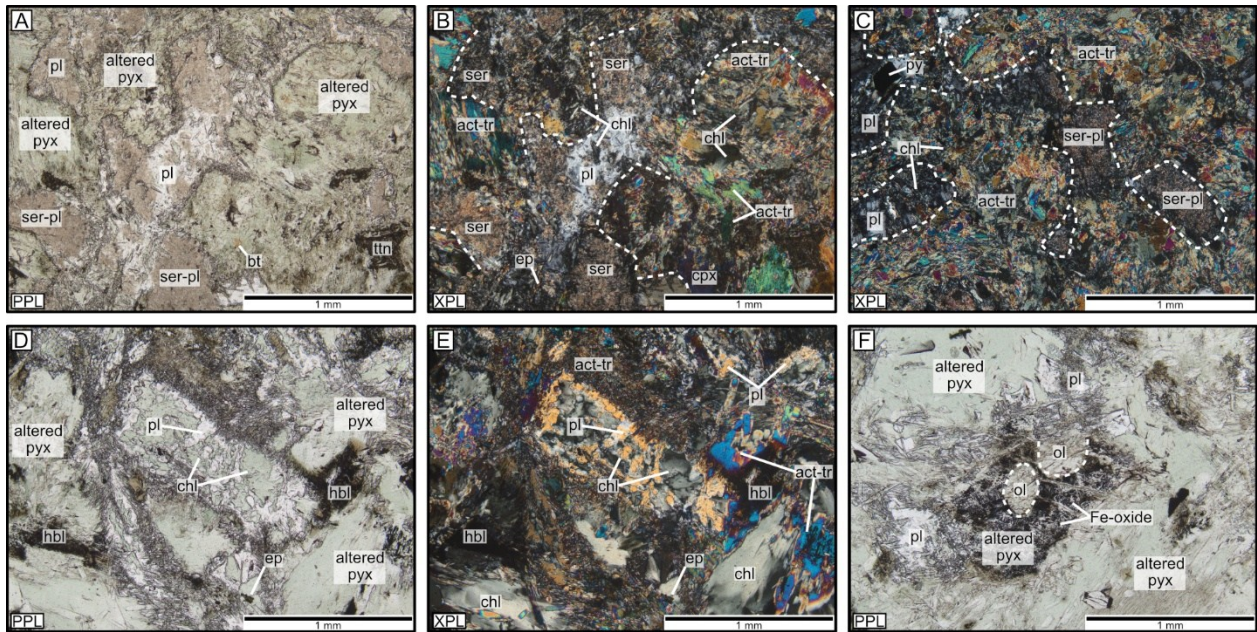 A
pl
altered
pyx
altered
pyx
altered
pyx
pl
ser-pl
ser-pl
bt
ttn
PPL
1 mm
B
ser
ser
act-tr
act-tr
chl
chl
pl
act-tr
ser
ep
ser
cpx
XPL
1 mm
C
py
act-tr
pl
chl
ser-pl
act-tr
ser-pl
pl
XPL
1 mm
D
altered
pyx
pl
altered
pyx
chl
hbl
hbl
ep
altered
pyx
PPL
1 mm
E
act-tr
pl
pl
chl
act-tr
hbl
hbl
ep
chl
chl
XPL
1 mm
F
altered
pyx
pl
ol
ol
Fe-oxide
pl
altered
pyx
altered
pyx
PPL
1 mm